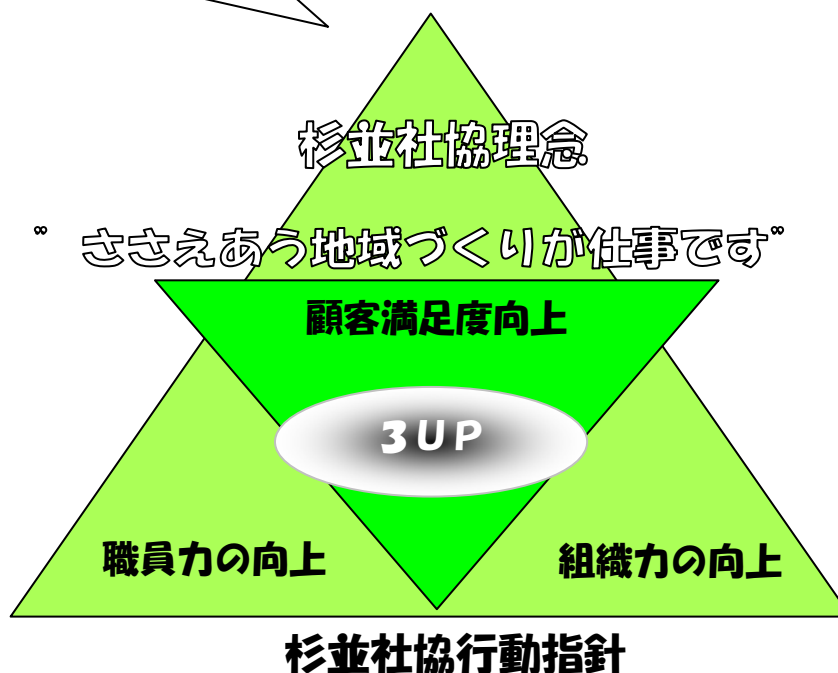 杉並社協理念
” ささえあう地域づくりが仕事です”
顧客満足度向上
3UP
職員力の向上
組織力の向上
杉並社協行動指針